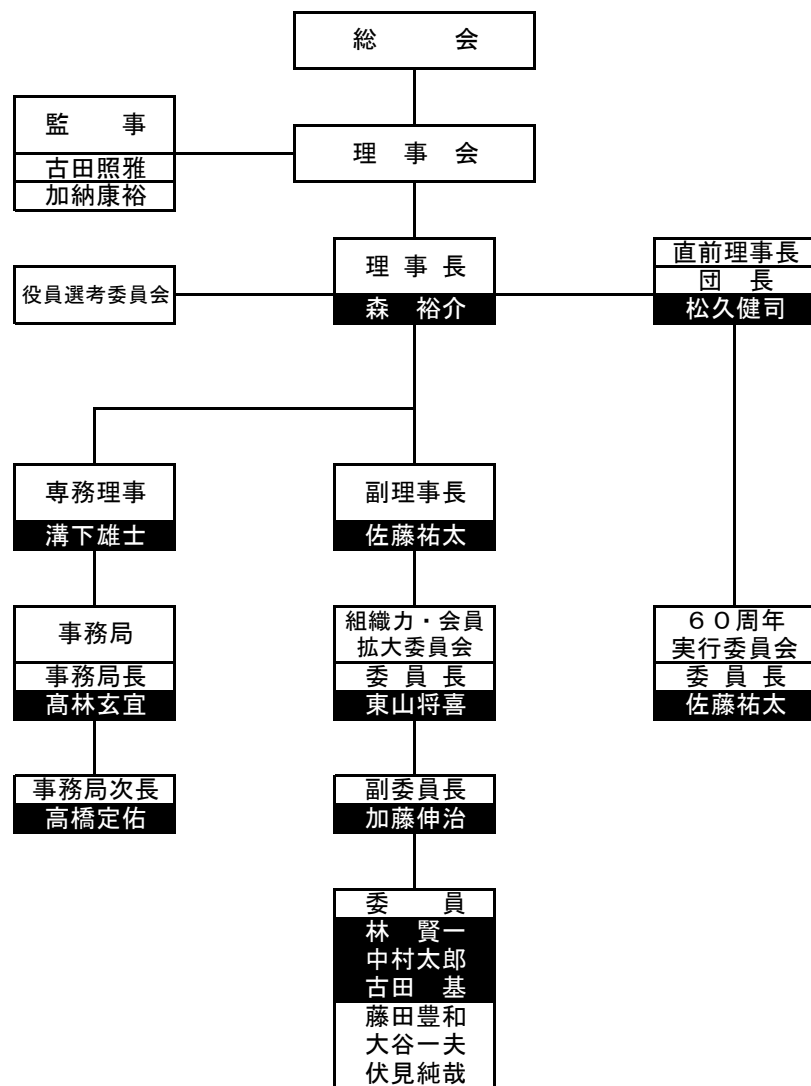 総　会
監　事
古田照雅
加納康裕
理　事　会
役員選考委員会
理 事 長
森　裕介
直前理事長
団　長
松久健司
専務理事
溝下雄士
副理事長
佐藤祐太
事務局
事務局長
髙林玄宜
組織力・会員
拡大委員会
委 員 長
東山将喜
６０周年
実行委員会
委 員 長
佐藤祐太
事務局次長
高橋定佑
副委員長
加藤伸治
委　員
林　賢一
中村太郎
古田　基
藤田豊和
大谷一夫
伏見純哉